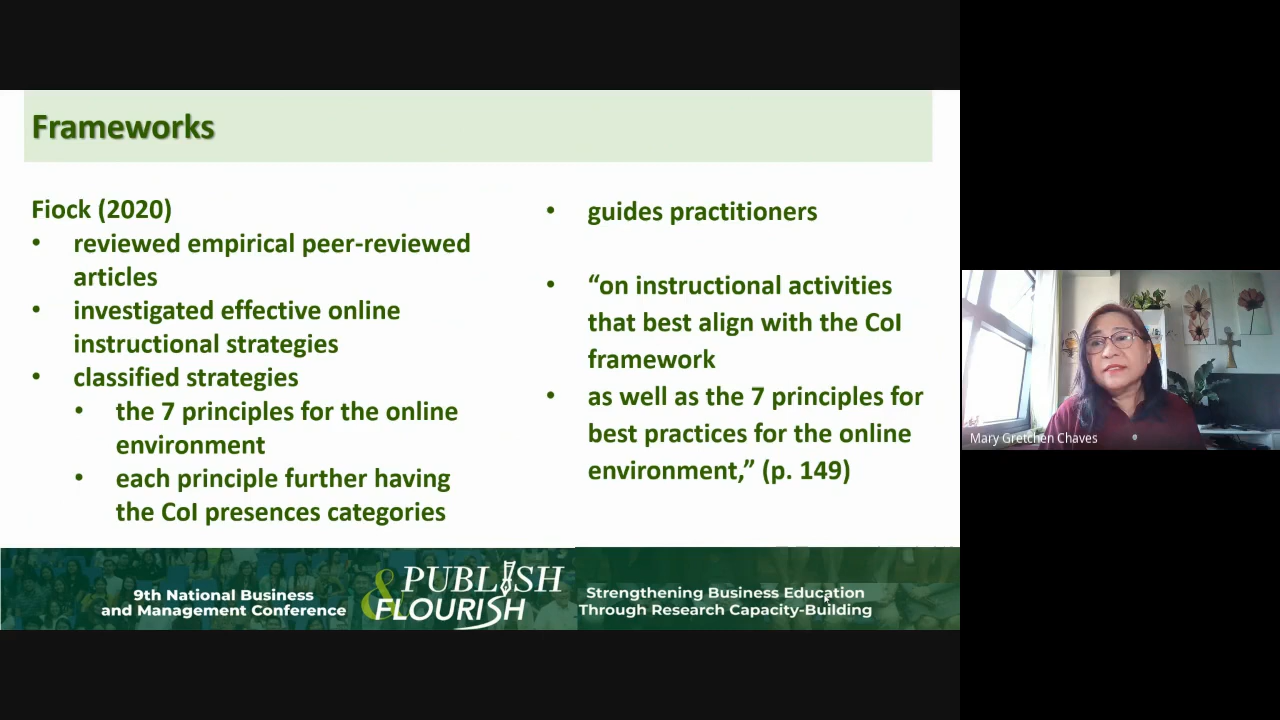 Frameworks
Fiock (2020)
• reviewed empirical peer-reviewed
articles
• investigated effective online
instructional strategies
• classified strategies
• the 7 principles for the online
environment
• each principle further having
the CoI presences categories
• guides practitioners
• “on instructional activities
that best align with the CoI
framework
• as well as the 7 principles for
best practices for the online
environment,” (p. 149)
9th National Business
and Management Conference
PUBLISH
& FLOURISH
Strengthening Business Education
Through Research Capacity-Building
Mary Gretchen Chaves